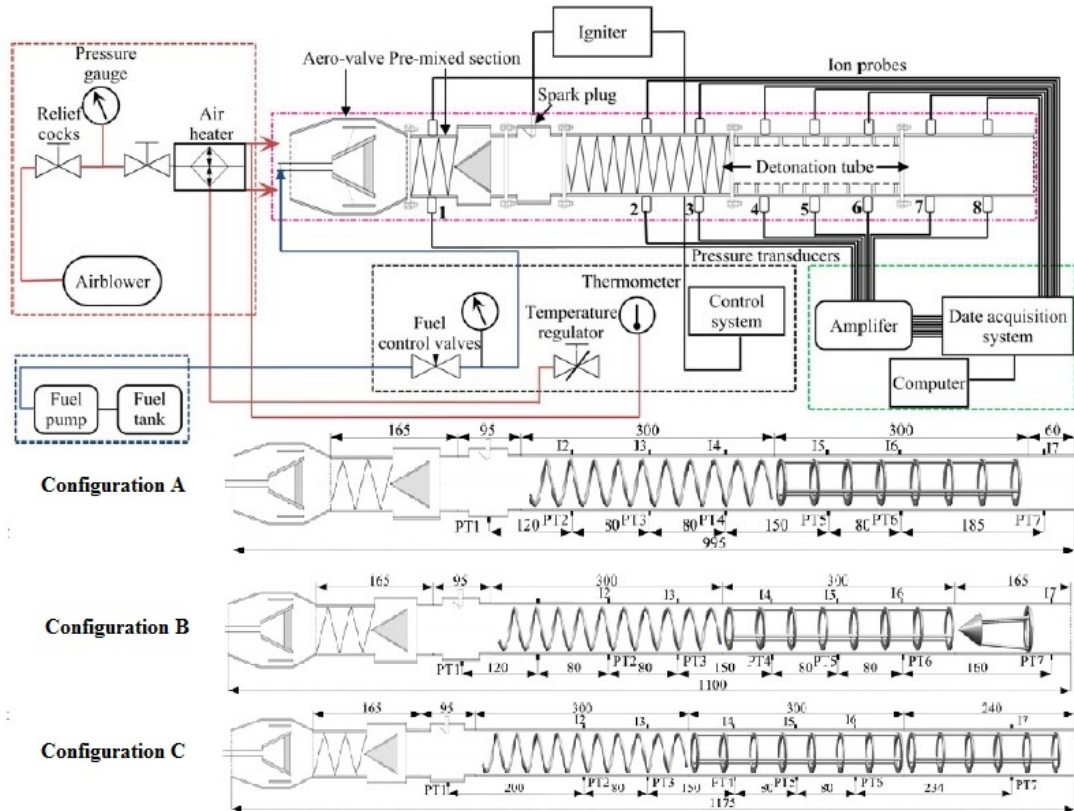 Igniter
Aero-valve Pre-mixed section
Ion probes
Pressure
gauge
Spark plug
Relief
cocks
Air
heater
Detonation tube
1
2
3
4
5
6
7
8
Pressure transducers
Airblower
Thermometer
Fuel
control valves
Temperature
regulator
Control
system
Amplifer
Date acquisition
system
Computer
Fuel
pump
Fuel
tank
165
95
300
300
60
I2
I3
I4
I5
I6
I7
Configuration A
PT1
120
PT2
80
PT3
80
PT4
150
PT5
80
PT6
185
PT7
995
165
95
300
300
165
I2
I3
I4
I5
I6
I7
Configuration B
PT1
120
80
PT2
80
PT3
150
PT4
80
PT5
80
PT6
160
PT7
1100
165
95
300
300
240
I2
I3
I4
I5
I6
I7
Configuration C
PT1
200
PT2
80
PT3
150
80
80
234
PT7
1175